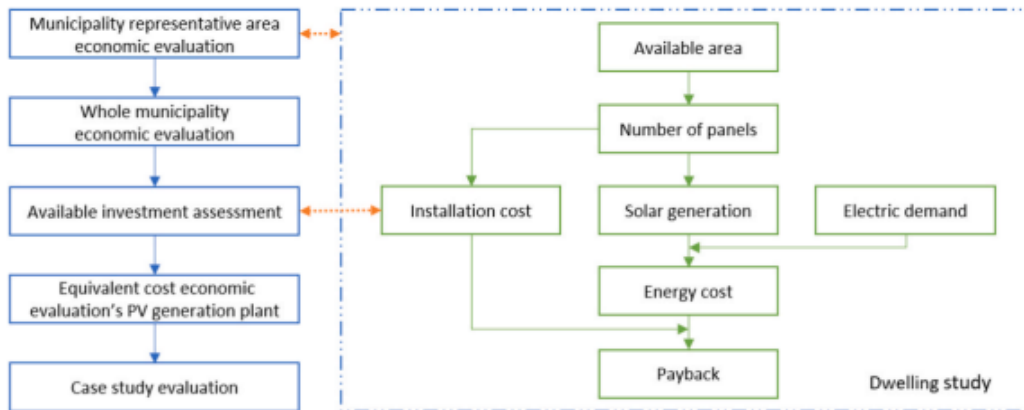 Municipality representative area
economic evaluation
Whole municipality
economic evaluation
Available investment assessment
Equivalent cost economic
evaluation's PV generation plant
Case study evaluation
Available area
Number of panels
Installation cost
Solar generation
Electric demand
Energy cost
Payback
Dwelling study